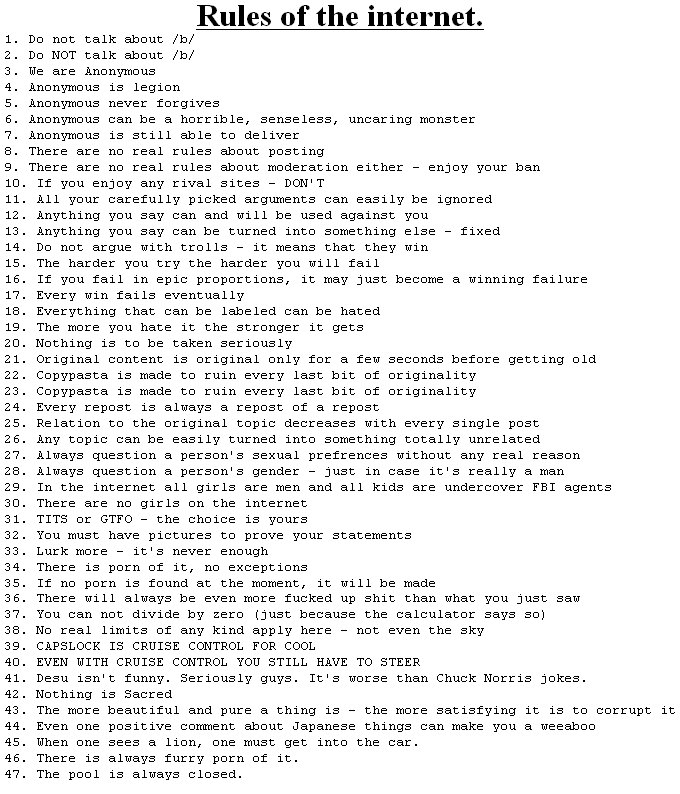 Rules of the internet.
1. Do not talk about /b/
2. Do NOT talk about /b/
3. We are Anonymous
4. Anonymous is legion
5. Anonymous never forgives
6. Anonymous can be a horrible, senseless, uncaring monster
7. Anonymous is still able to deliver
8. There are no real rules about posting
9. There are no real rules about moderation either - enjoy your ban
10. If you enjoy any rival sites - DON'T
11. All your carefully picked arguments can easily be ignored
12. Anything you say can and will be used against you
13. Anything you say can be turned into something else - fixed
14. Do not argue with trolls - it means that they win
15. The harder you try the harder you will fail
16. If you fail in epic proportions, it may just become a winning failure
17. Every win fails eventually
18. Everything that can be labeled can be hated
19. The more you hate it the stronger it gets
20. Nothing is to be taken seriously
21. Original content is original only for a few seconds before getting old
22. Copypasta is made to ruin every last bit of originality
23. Copypasta is made to ruin every last bit of originality
24. Every repost is always a repost of a repost
25. Relation to the original topic decreases with every single post
26. Any topic can be easily turned into something totally unrelated
27. Always question a person's sexual prefrences without any real reason
28. Always question a person's gender - just in case it's really a man
29. In the internet all girls are men and all kids are undercover FBI agents
30. There are no girls on the internet
31. TITS or GTFO - the choice is yours
32. You must have pictures to prove your statements
33. Lurk more - it's never enough
34. There is porn of it, no exceptions
35. If no porn is found at the moment, it will be made
36. There will always be even more fucked up shit than what you just saw
37. You can not divide by zero (just because the calculator says so)
38. No real limits of any kind apply here - not even the sky
39. CAPSLOCK IS CRUISE CONTROL FOR COOL
40. EVEN WITH CRUISE CONTROL YOU STILL HAVE TO STEER
41. Desu isn't funny. Seriously guys. It's worse than Chuck Norris jokes.
42. Nothing is Sacred
43. The more beautiful and pure a thing is - the more satisfying it is to corrupt it
44. Even one positive comment about Japanese things can make you a weeaboo
45. When one sees a lion, one must get into the car.
46. There is always furry porn of it.
47. The pool is always closed.